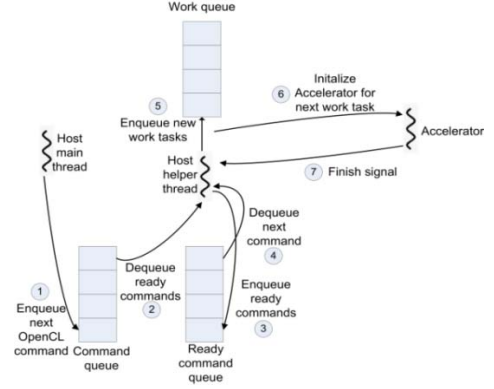 Work queue
5
Enqueue new
work tasks
6
Initalize
Accelerator for
next work task
Accelerator
Host
main
thread
Host
helper
thread
7
Finish signal
Dequeue
next
command
4
Dequeue
ready
commands
2
1
Enqueue
next
OpenCL
command
Enqueue
ready
commands
3
Command
queue
Ready
command
queue